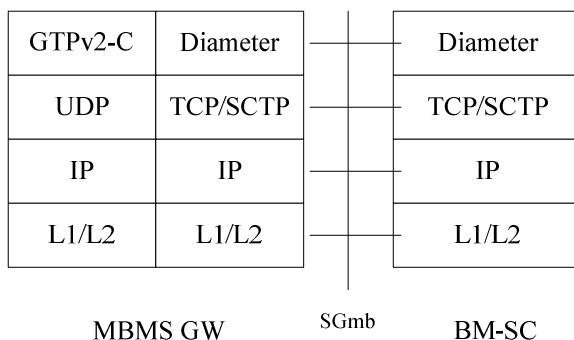 GTPv2-C Diameter Diameter
UDP TCP/SCTP TCP/SCTP
IP IP IP
L1/L2 L1/L2 L1/L2
MBMS GW SGmb BM-SC